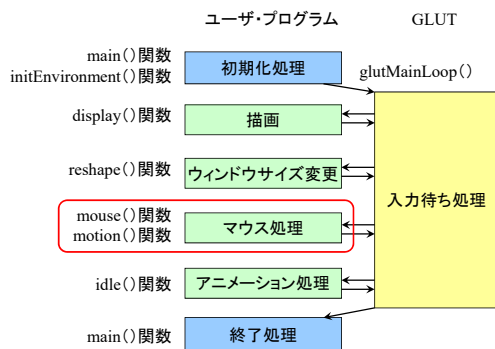 ユーザ・プログラム
GLUT
main()関数
initEnvironment()関数
初期化処理
glutMainLoop()
display()関数
描画
reshape()関数
ウィンドウサイズ変更
入力待ち処理
mouse()関数
motion()関数
マウス処理
idle()関数
アニメーション処理
main()関数
終了処理